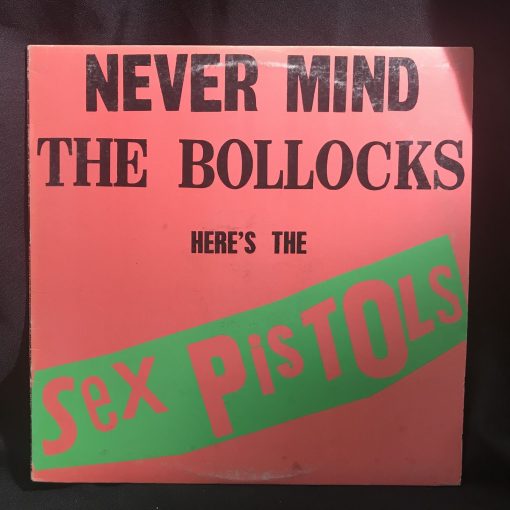 NEVER MIND
THE BOLLOCKS
HERE'S THE
Sex PisTOLs